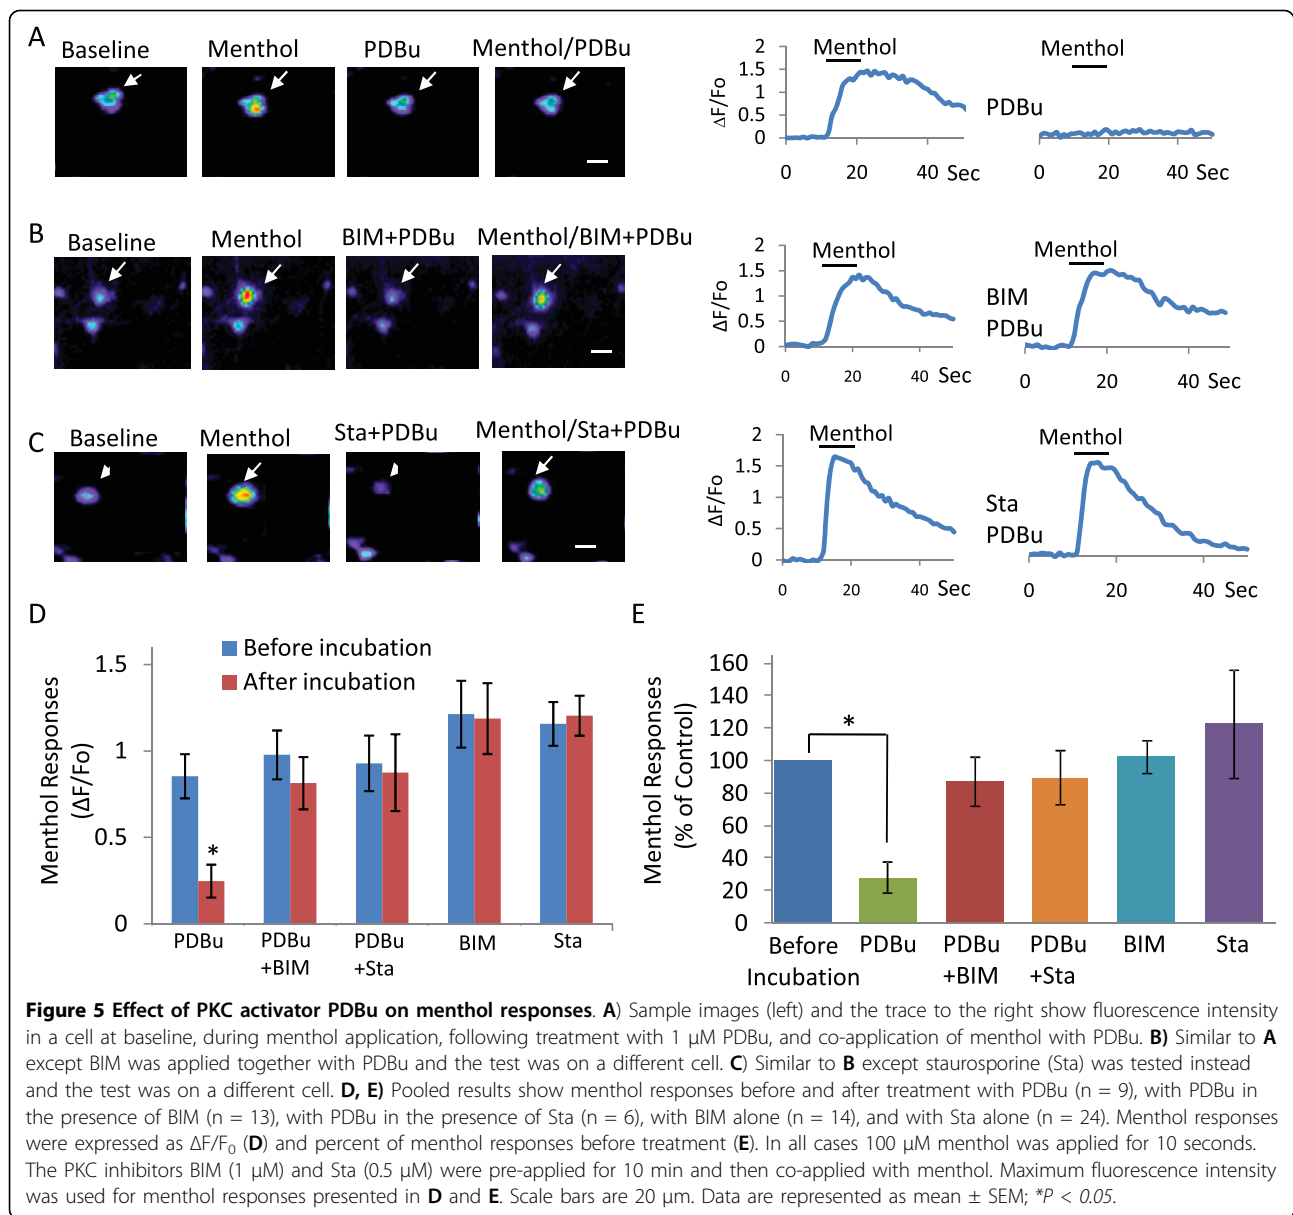 A
Baseline
Menthol
PDBu
Menthol/PDBu
ΔF/Fo
2
1.5
1
0.5
0
Menthol
0
20
40 Sec
PDBu
Menthol
0
20
40 Sec
B
Baseline
Menthol
BIM+PDBu
Menthol/BIM+PDBu
ΔF/Fo
2
1.5
1
0.5
0
Menthol
0
20
40 Sec
BIM
PDBu
Menthol
0
20
40 Sec
C
Baseline
Menthol
Sta+PDBu
Menthol/Sta+PDBu
ΔF/Fo
2
1.5
1
0.5
0
Menthol
0
20
40 Sec
Sta
PDBu
Menthol
0
20
40 Sec
D
Menthol Responses
(ΔF/Fo)
1.5
1
0.5
0
Before incubation
After incubation
*
PDBu
PDBu
+BIM
PDBu
+Sta
BIM
Sta
E
Menthol Responses
(% of Control)
160
140
120
100
80
60
40
20
0
*
Before
Incubation
PDBu
PDBu
+BIM
PDBu
+Sta
BIM
Sta
Figure 5 Effect of PKC activator PDBu on menthol responses. A) Sample images (left) and the trace to the right show fluorescence intensity
in a cell at baseline, during menthol application, following treatment with 1 μM PDBu, and co-application of menthol with PDBu. B) Similar to A
except BIM was applied together with PDBu and the test was on a different cell. C) Similar to B except staurosporine (Sta) was tested instead
and the test was on a different cell. D, E) Pooled results show menthol responses before and after treatment with PDBu (n = 9), with PDBu in
the presence of BIM (n = 13), with PDBu in the presence of Sta (n = 6), with BIM alone (n = 14), and with Sta alone (n = 24). Menthol responses
were expressed as ΔF/F0 (D) and percent of menthol responses before treatment (E). In all cases 100 μM menthol was applied for 10 seconds.
The PKC inhibitors BIM (1 μM) and Sta (0.5 μM) were pre-applied for 10 min and then co-applied with menthol. Maximum fluorescence intensity
was used for menthol responses presented in D and E. Scale bars are 20 μm. Data are represented as mean ± SEM; *P < 0.05.